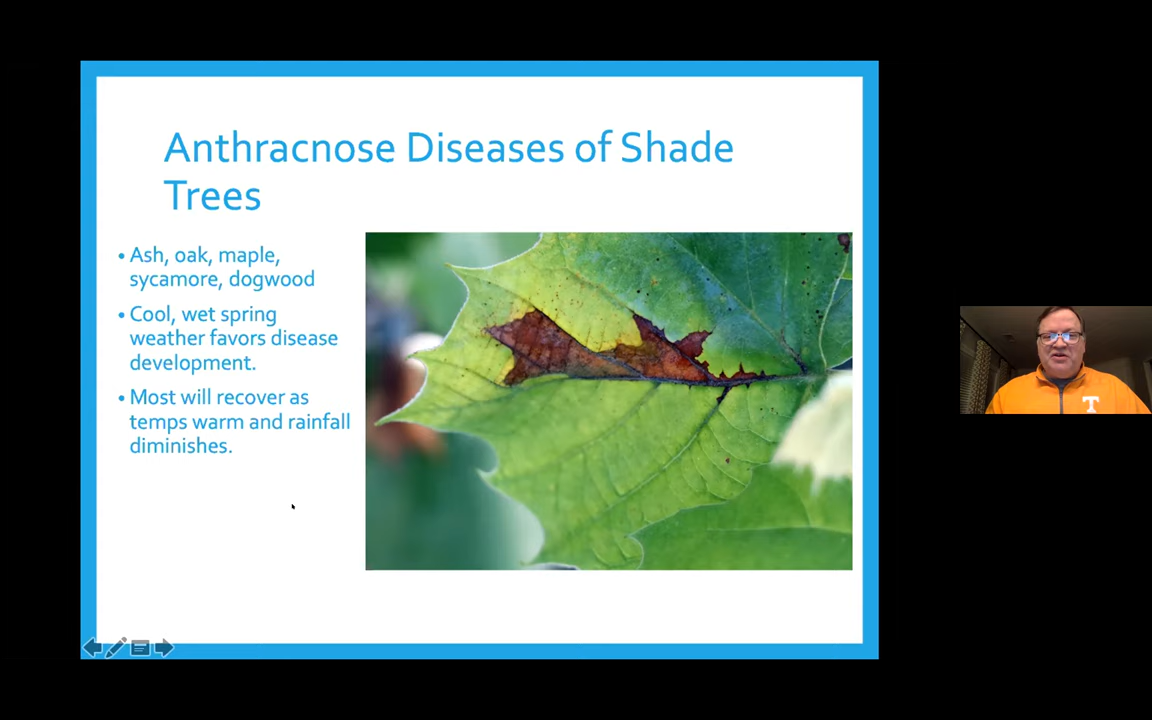 Anthracnose Diseases of Shade
Trees
• Ash, oak, maple,
sycamore, dogwood
• Cool, wet spring
weather favors disease
development.
• Most will recover as
temps warm and rainfall
diminishes.
T